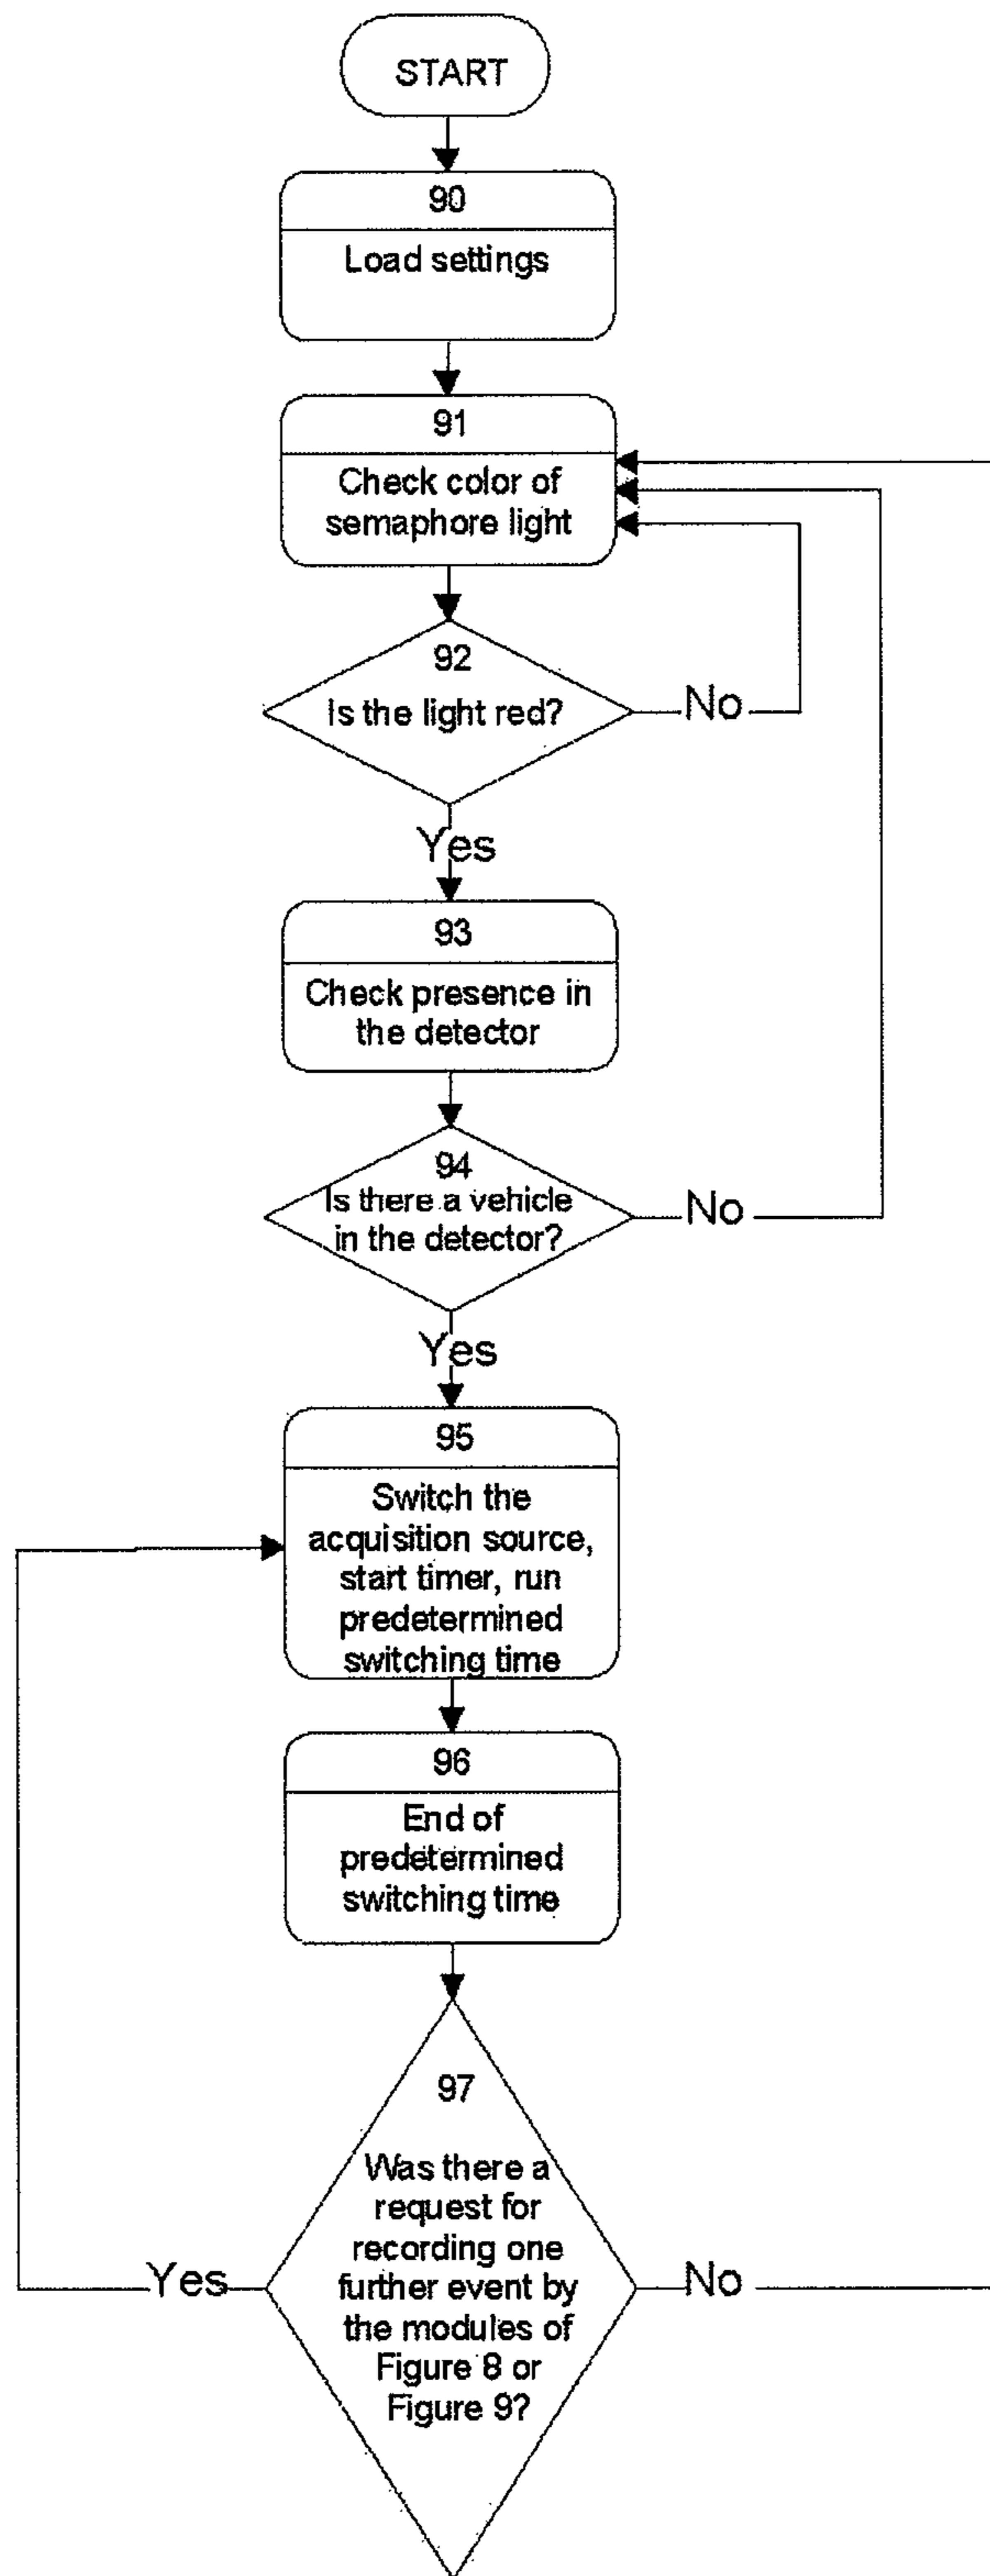 START
90
Load settings
91
Check color of
semaphore light
92
Is the light red?
No
Yes
93
Check presence in
the detector
94
Is there a vehicle
in the detector?
No
Yes
95
Switch the
acquisition source,
start timer, run
predetermined
switching time
96
End of
predetermined
switching time
97
Was there a
request for
recording one
further event by
the modules of
Figure 8 or
Figure 9?
Yes
No